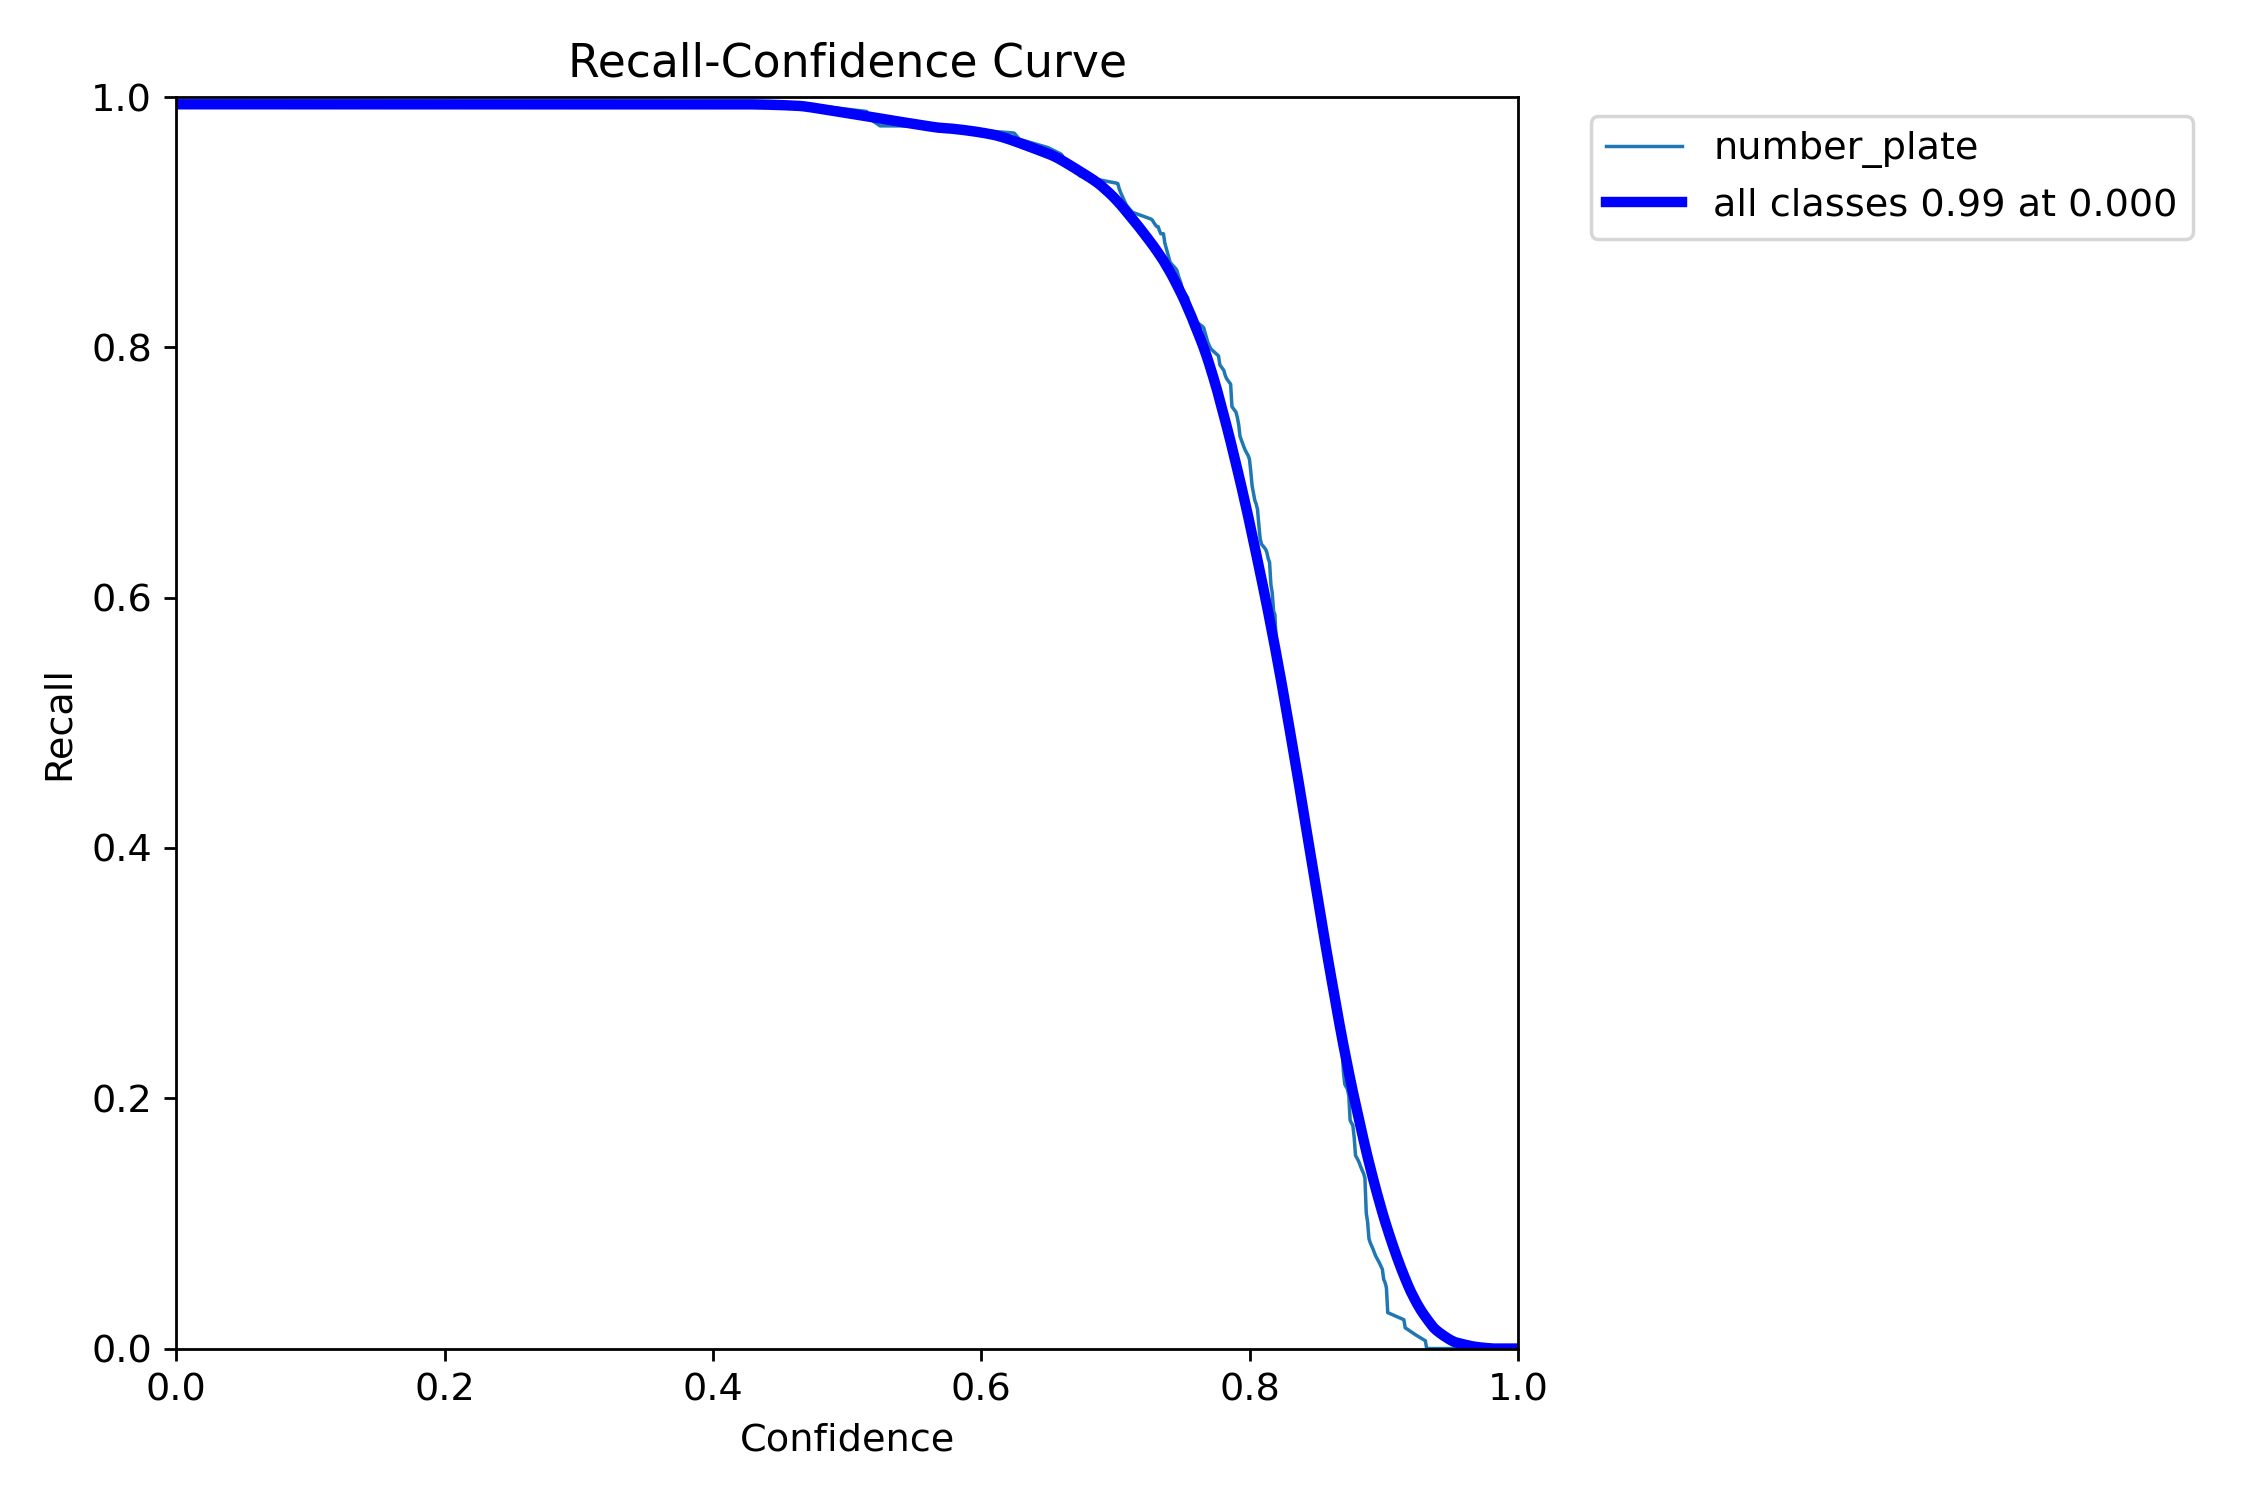 Recall-Confidence Curve
1.0
0.8
0.6
0.4
0.2
0.0
Recall
0.0 0.2 0.4 0.6 0.8 1.0
Confidence
number_plate
all classes 0.99 at 0.000